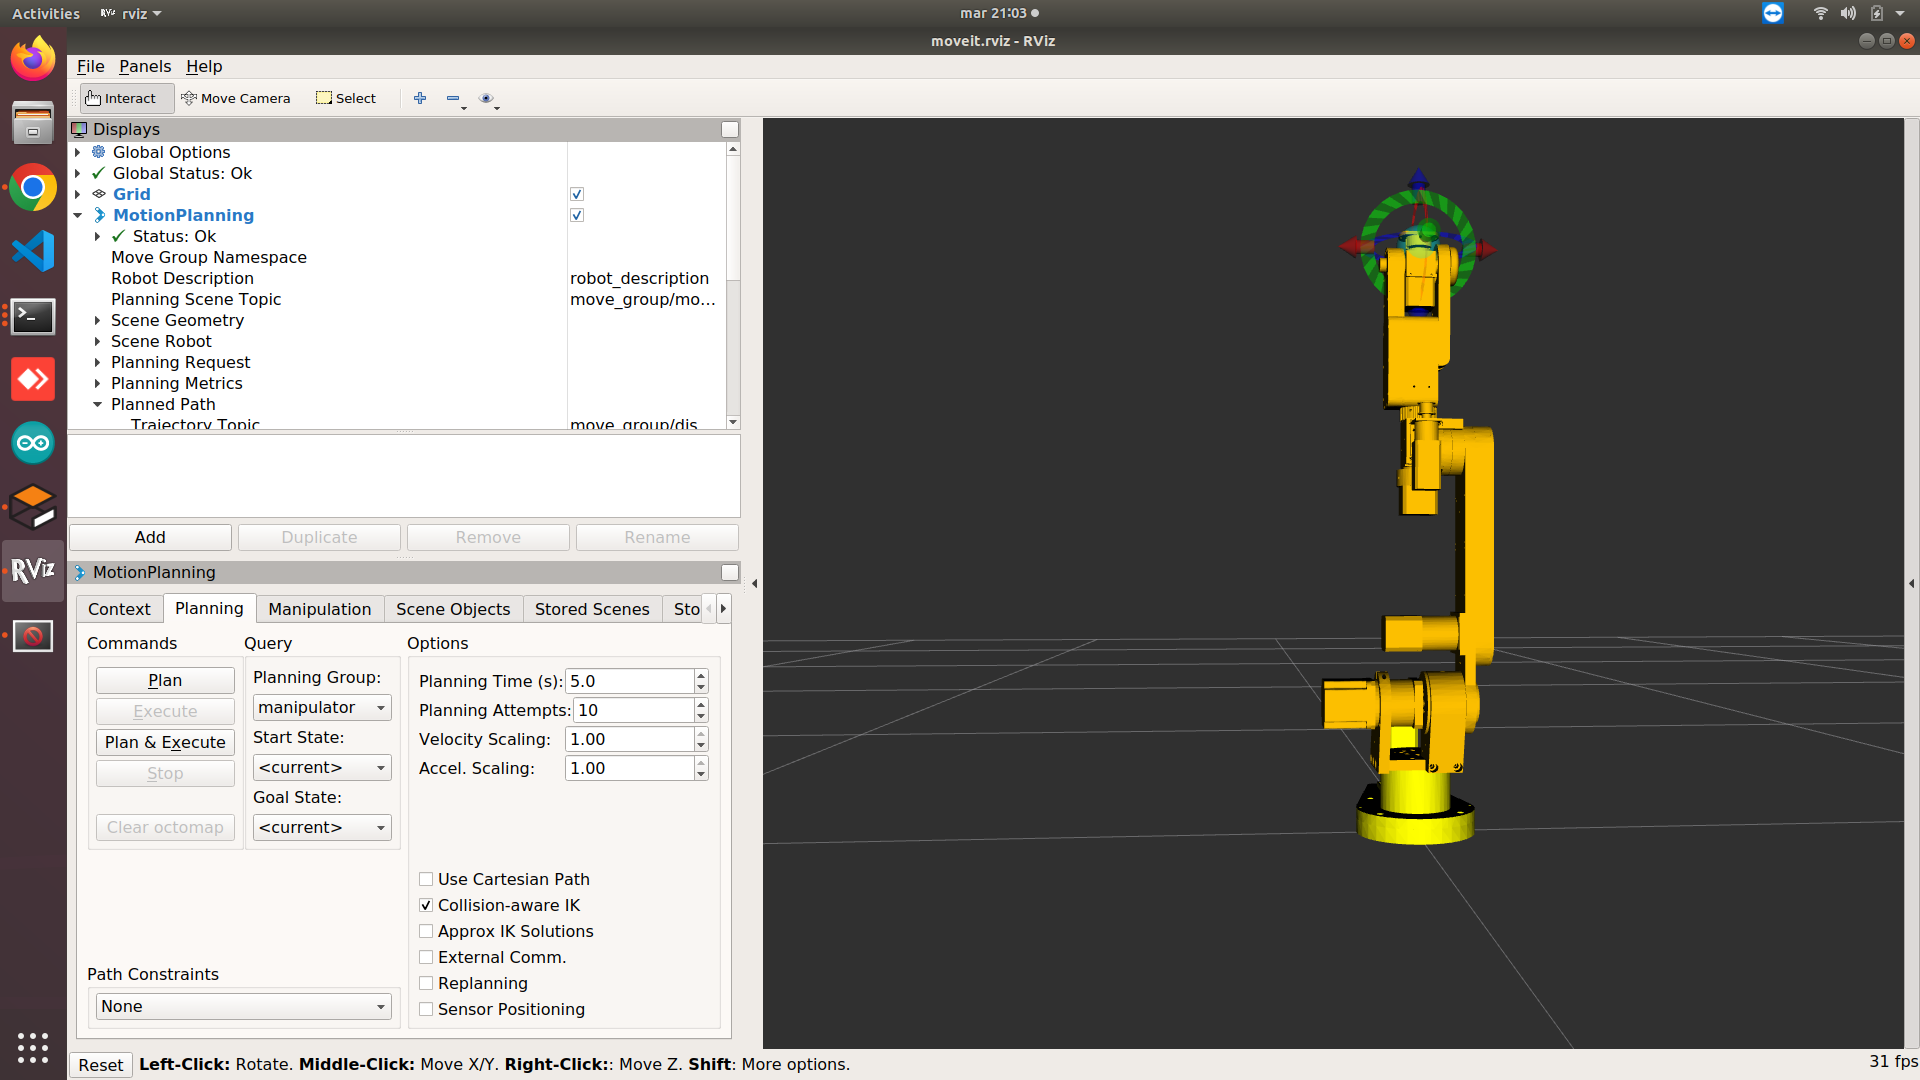 Activities RViz rviz mar 21:03
moveit.rviz - RViz
File Panels Help
Interact Move Camera Select
Displays
Global Options
Global Status: Ok
Grid
MotionPlanning
Status: Ok
Move Group Namespace
Robot Description robot_description
Planning Scene Topic move_group/mo...
Scene Geometry
Scene Robot
Planning Request
Planning Metrics
Planned Path
Trajectory Topic move_group/dis
Add Duplicate Remove Rename
RViz
MotionPlanning
Context Planning Manipulation Scene Objects Stored Scenes Sto
Commands Query Options
Plan
Execute
Plan & Execute
Stop
Clear octomap
Planning Group:
manipulator
Start State:
<current>
Goal State:
<current>
Planning Time (s): 5.0
Planning Attempts: 10
Velocity Scaling: 1.00
Accel. Scaling: 1.00
Use Cartesian Path
Collision-aware IK
Approx IK Solutions
External Comm.
Replanning
Sensor Positioning
Path Constraints
None
Reset Left-Click: Rotate. Middle-Click: Move X/Y. Right-Click:: Move Z. Shift: More options. 31 fps